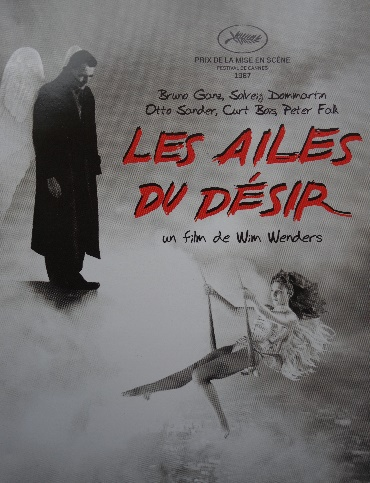 PRIX DE LA MISE EN SCÈNE
FESTIVAL DE CANNES
1987
Bruno Ganz, Solveig Dommartin
Otto Sander, Curt Bois, Peter Falk
LES AILES
DU DÉSIR
un film de Wim Wenders